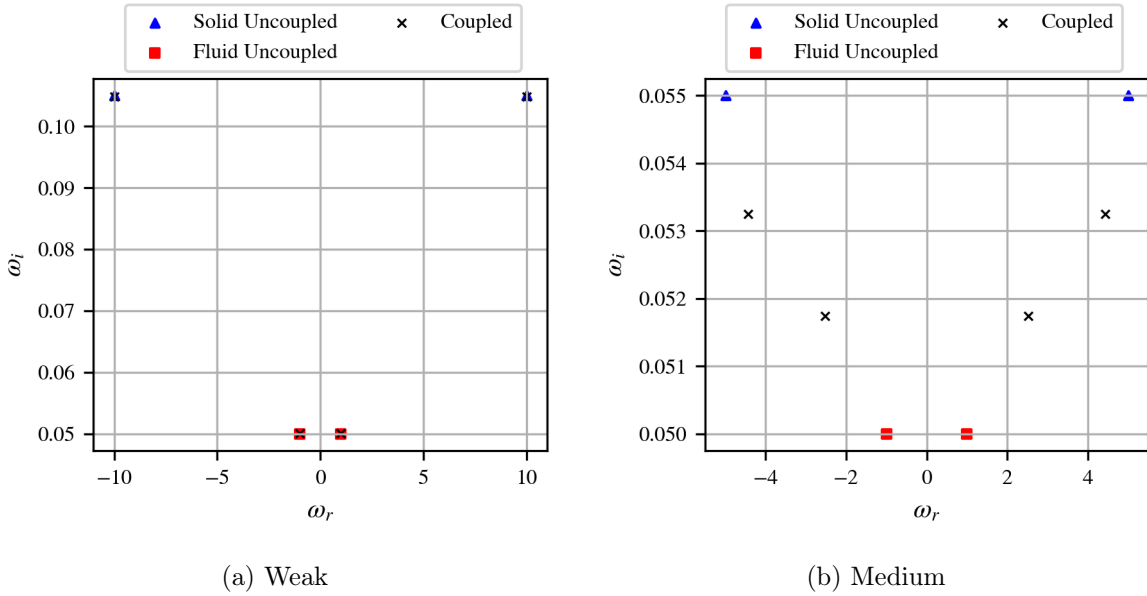 Solid Uncoupled
Coupled
Fluid Uncoupled
0.10
0.09
0.08
0.07
0.06
0.05
ωi
−10
−5
0
5
10
ωr
(a) Weak
Solid Uncoupled
Coupled
Fluid Uncoupled
0.055
0.054
0.053
0.052
0.051
0.050
ωi
−4
−2
0
2
4
ωr
(b) Medium